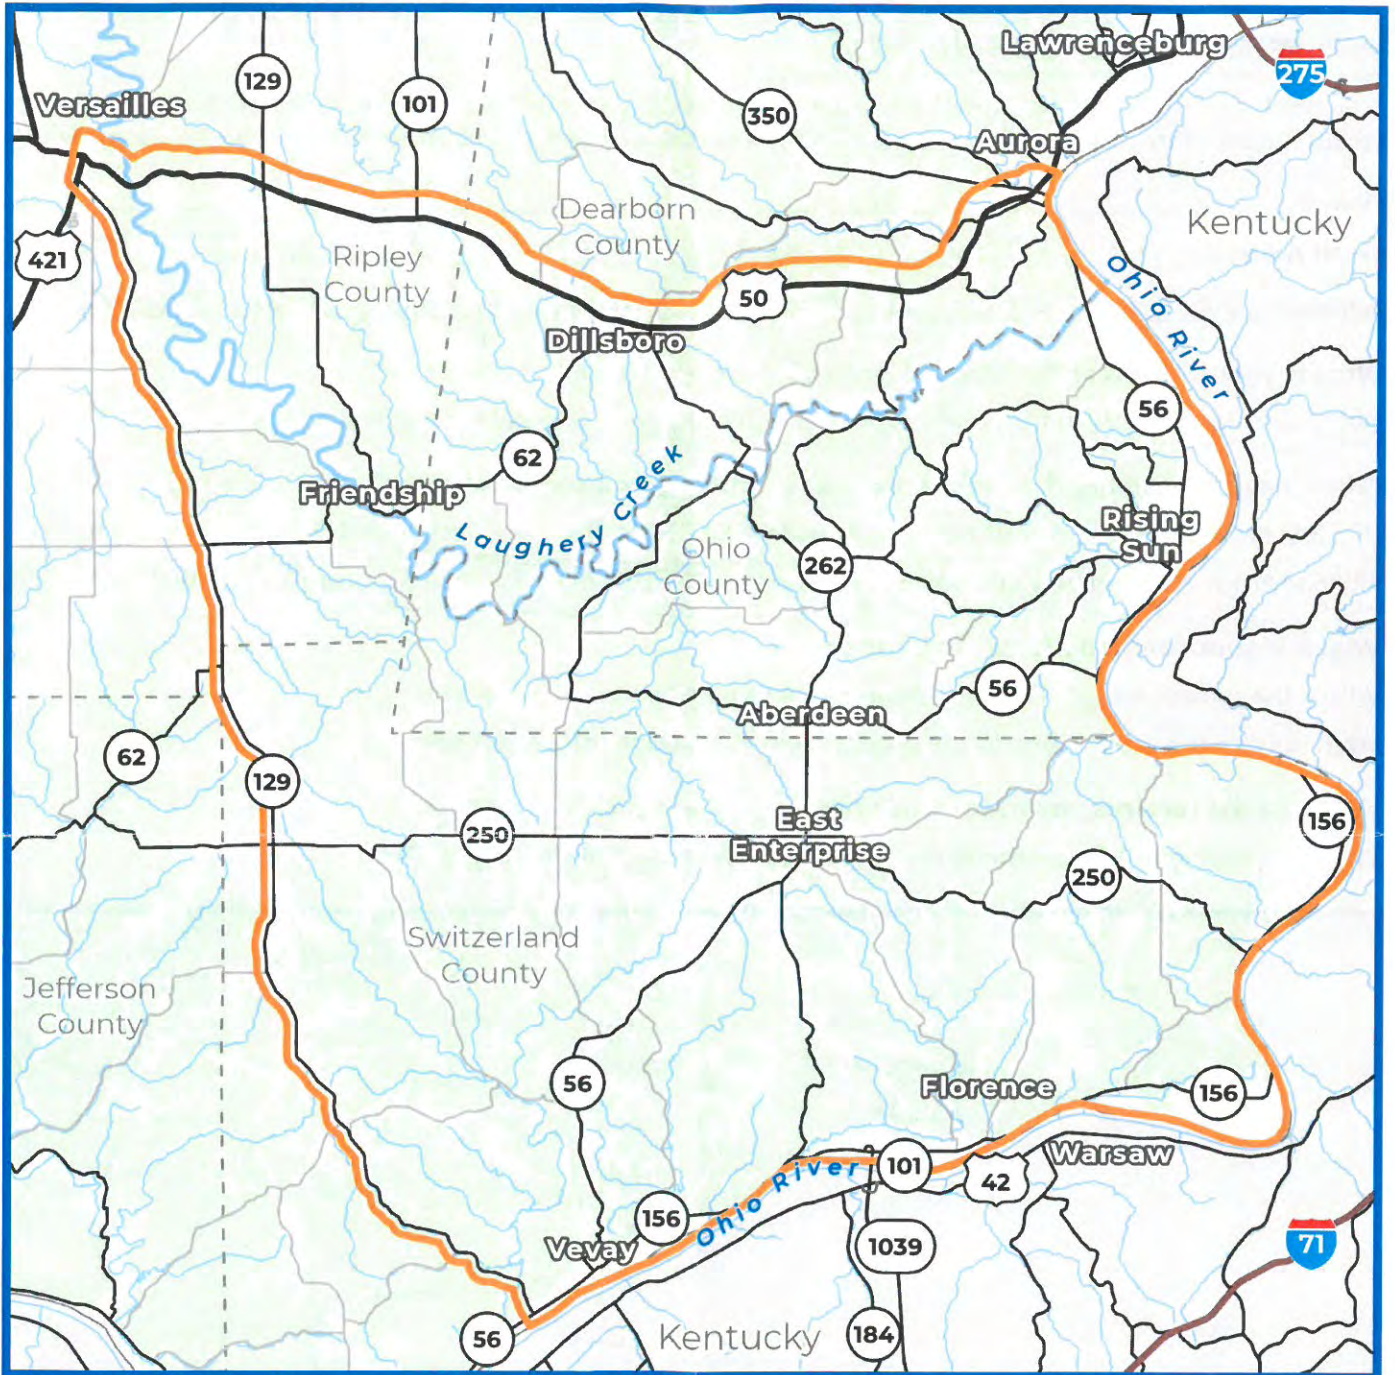 Lawrenceburg
275
Versailles
129
101
350
Aurora
Dearborn
County
Kentucky
421
Ripley
County
50
Ohio River
Dillsboro
56
62
Friendship
Laughery Creek
Rising
Sun
Ohio
County
262
56
Aberdeen
62
129
156
250
East
Enterprise
250
Switzerland
County
Jefferson
County
56
Florence
156
101
Warsaw
42
Ohio River
156
Vevay
1039
71
56
Kentucky
184